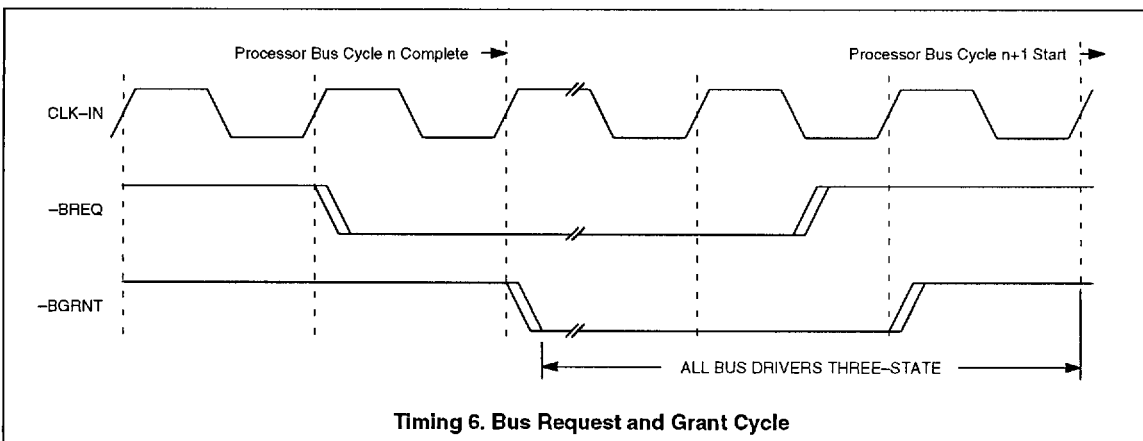 Processor Bus Cycle n Complete
Processor Bus Cycle n+1 Start
CLK–IN
–BREQ
–BGRNT
ALL BUS DRIVERS THREE–STATE
Timing 6. Bus Request and Grant Cycle